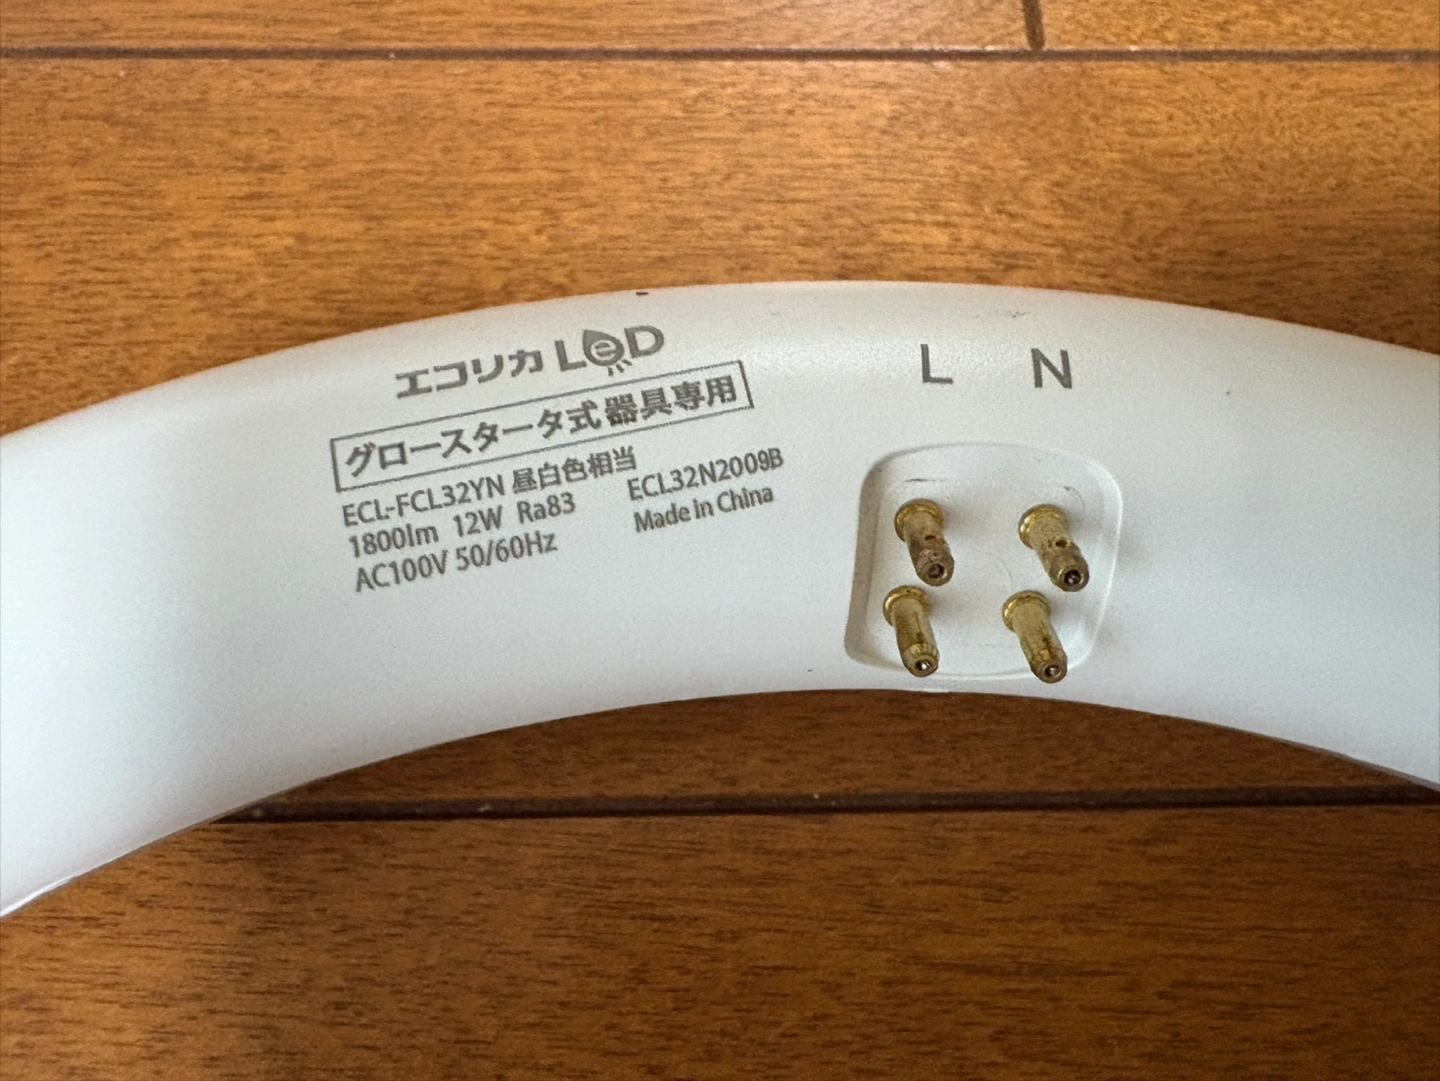 エコリカ LeD
グロースタータ式 器具専用
ECL-FCL32YN 昼白色相当
1800lm 12W Ra83
AC100V 50/60Hz
ECL32N2009B
Made in China
L N